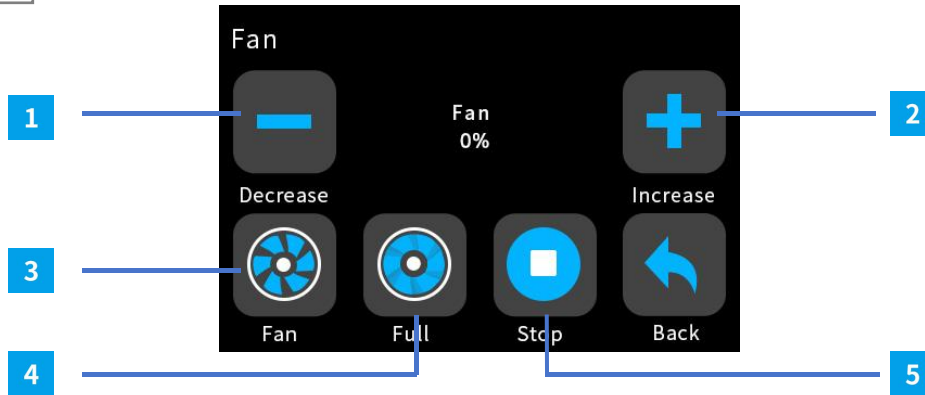 Fan
1
Fan
0%
2
Decrease
Increase
3
Fan
Full
Stop
Back
4
5